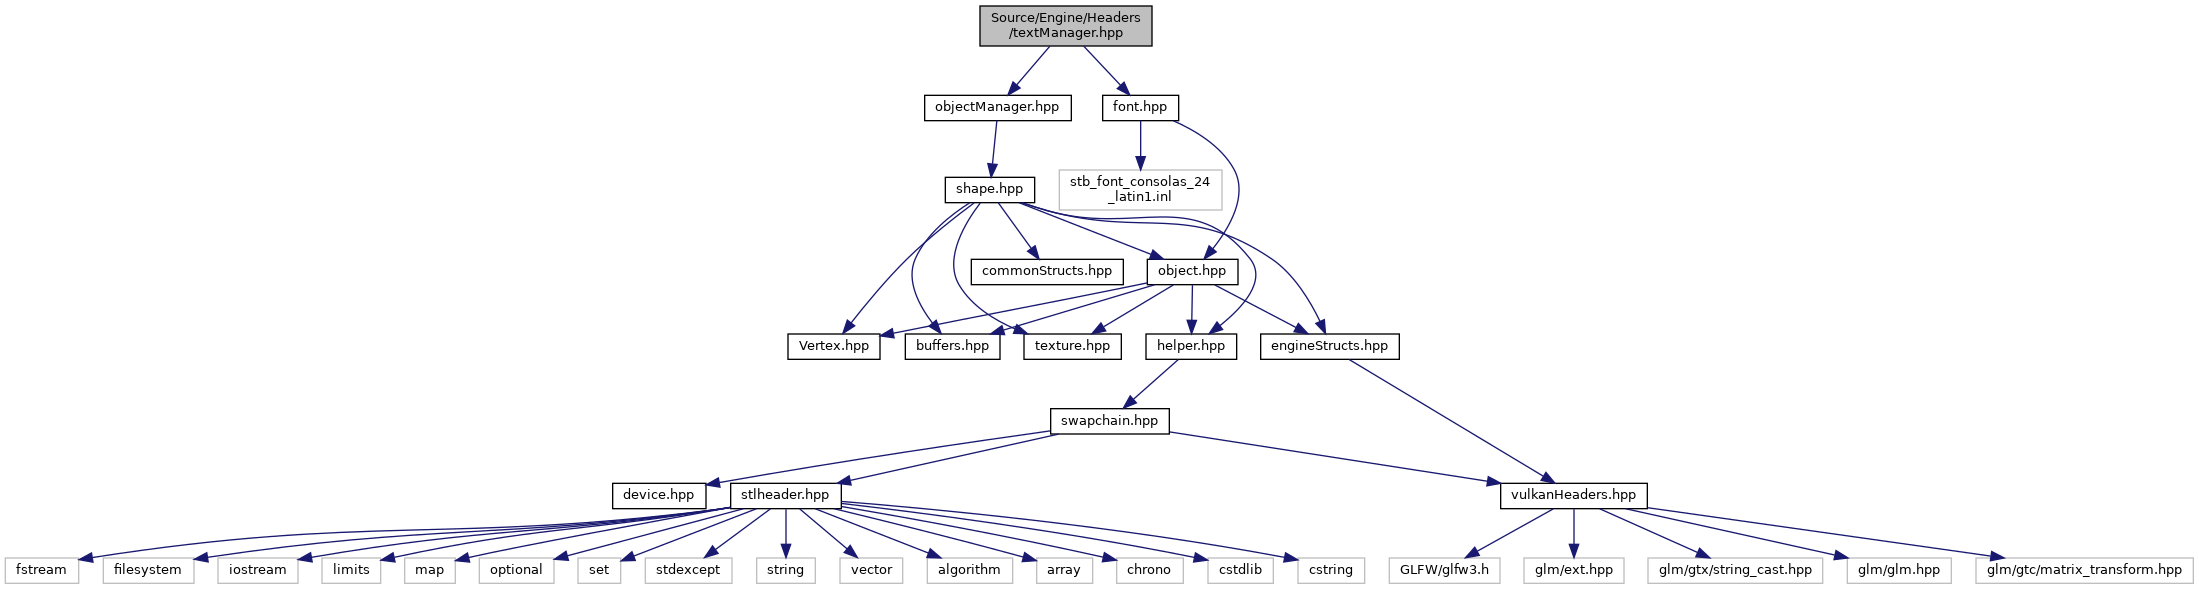 Source/Engine/Headers
/textManager.hpp
objectManager.hpp
font.hpp
stb_font_consolas_24
_latin1.inl
shape.hpp
commonStructs.hpp
object.hpp
Vertex.hpp
buffers.hpp
texture.hpp
helper.hpp
engineStructs.hpp
swapchain.hpp
device.hpp
stlheader.hpp
vulkanHeaders.hpp
fstream
filesystem
iostream
limits
map
optional
set
stdexcept
string
vector
algorithm
array
chrono
cstdlib
cstring
GLFW/glfw3.h
glm/ext.hpp
glm/gtx/string_cast.hpp
glm/glm.hpp
glm/gtc/matrix_transform.hpp